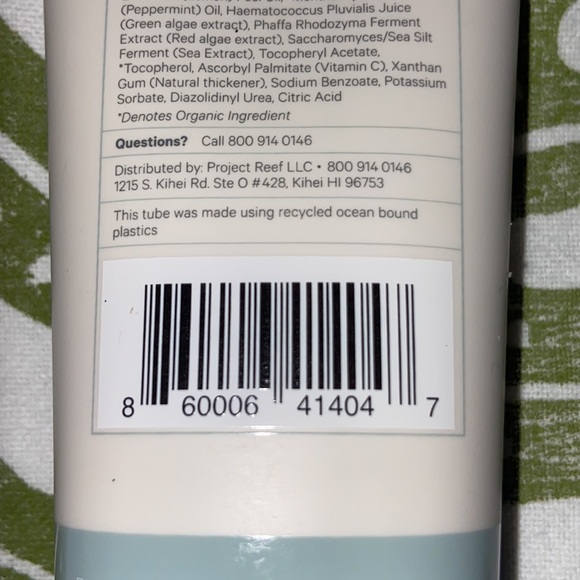 (Peppermint) Oil, Haematococcus Pluvialis Juice
(Green algae extract), Phaffa Rhodozyma Ferment
Extract (Red algae extract), Saccharomyces/Sea Silt
Ferment (Sea Extract), Tocopheryl Acetate,
*Tocopherol, Ascorbyl Palmitate (Vitamin C), Xanthan
Gum (Natural thickener), Sodium Benzoate, Potassium
Sorbate, Diazolidinyl Urea, Citric Acid
*Denotes Organic Ingredient
Questions? Call 800 914 0146
Distributed by: Project Reef LLC • 800 914 0146
1215 S. Kihei Rd. Ste O #428, Kihei HI 96753
This tube was made using recycled ocean bound
plastics
8 60006 41404 7